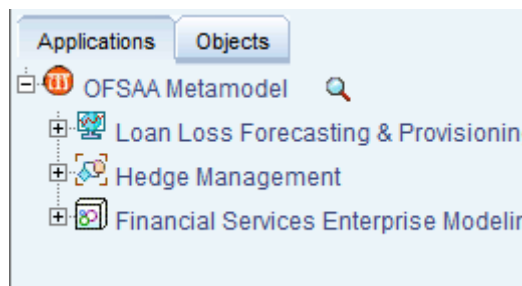 Applications Objects
OFSAA Metamodel
Loan Loss Forecasting & Provisionin
Hedge Management
Financial Services Enterprise Modelin